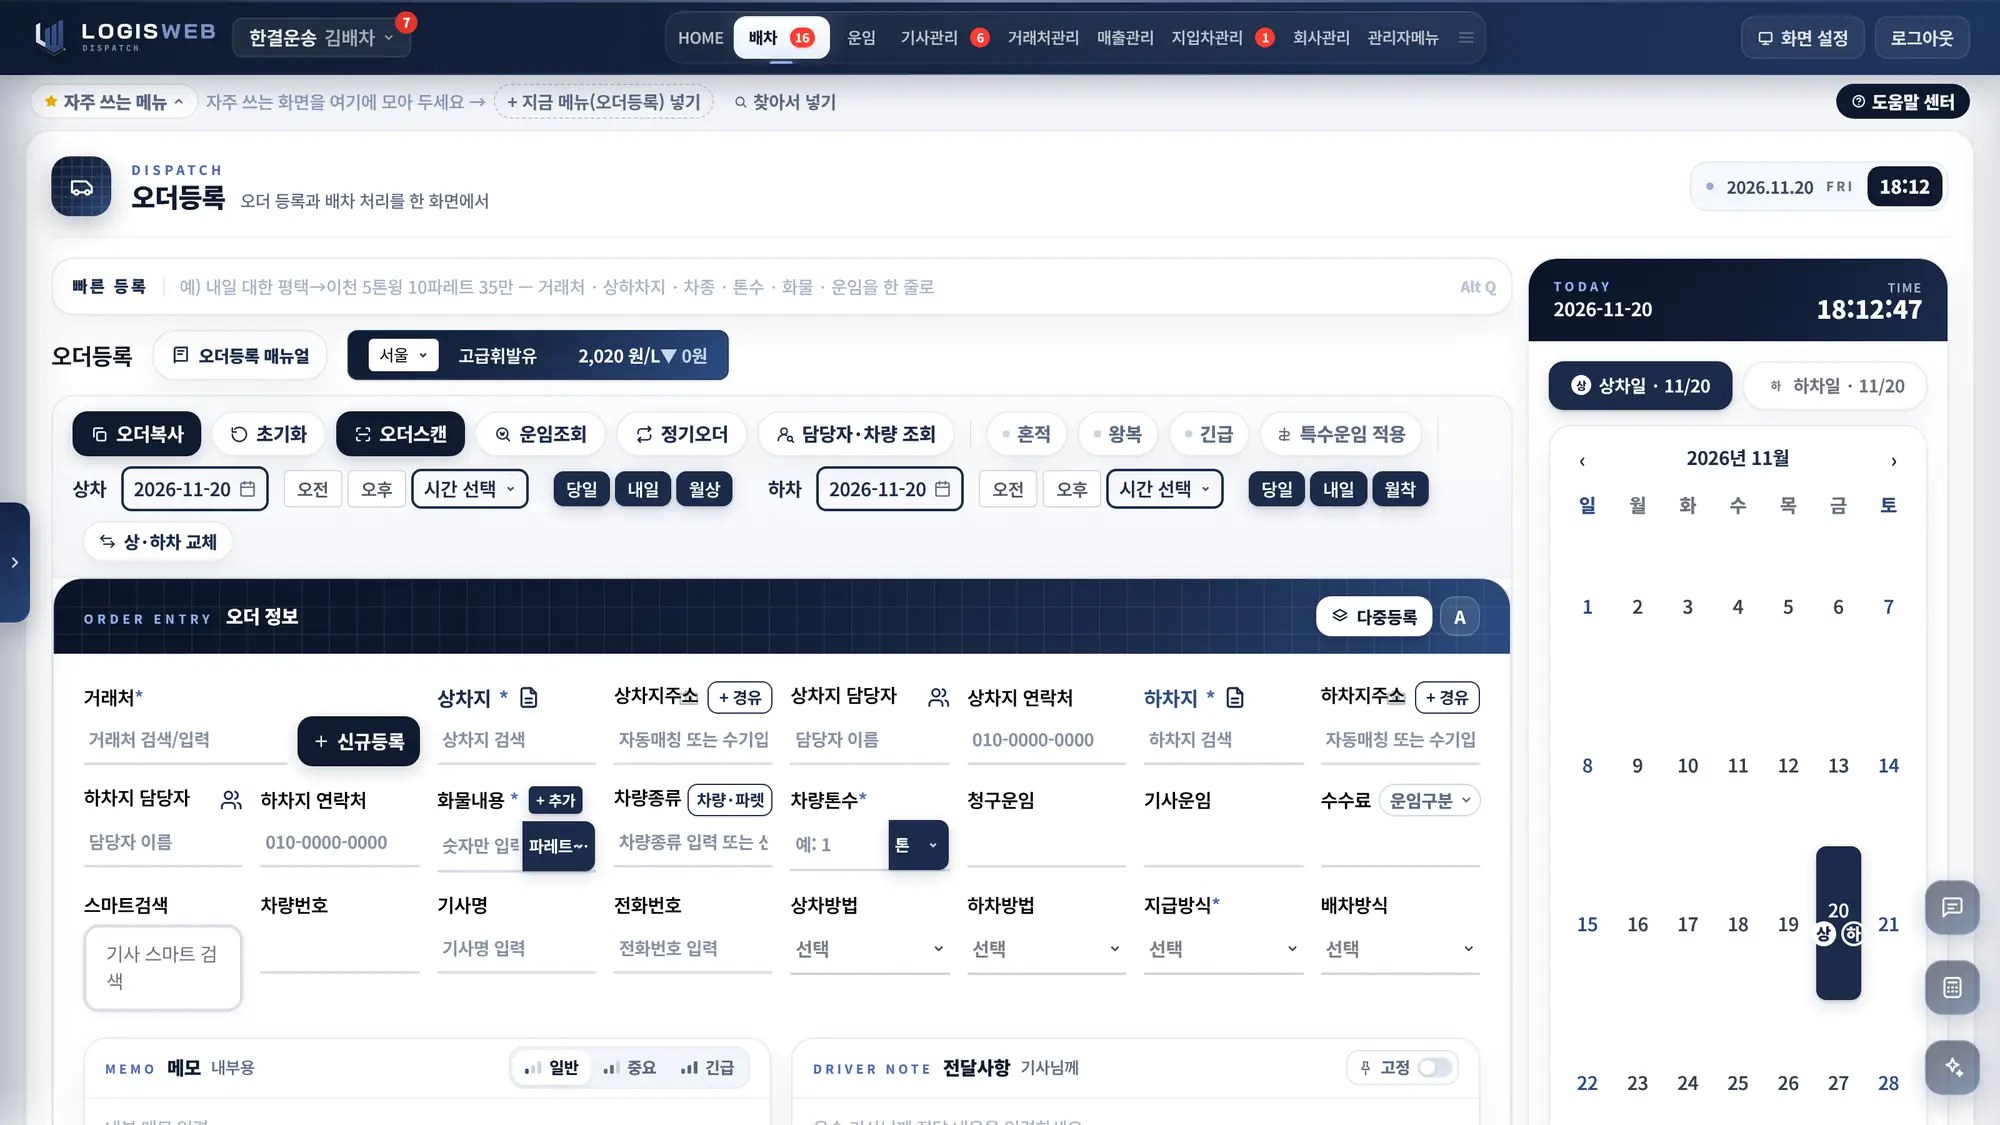 LOGISWEB
DISPATCH
한결운송 김배차
7
HOME
배차 16
운임
기사관리 6
거래처관리
매출관리
지입차관리 1
회사관리
관리자메뉴
화면 설정
로그아웃
자주 쓰는 메뉴
자주 쓰는 화면을 여기에 모아 두세요 →
+ 지금 메뉴(오더등록) 넣기
찾아서 넣기
도움말 센터
DISPATCH
오더등록 오더 등록과 배차 처리를 한 화면에서
2026.11.20 FRI 18:12
빠른 등록 예) 내일 대한 평택→이천 5톤윙 10파레트 35만 — 거래처 · 상하차지 · 차종 · 톤수 · 화물 · 운임을 한 줄로 Alt Q
오더등록 오더등록 매뉴얼 서울 고급휘발유 2,020 원/L▼ 0원
오더복사 초기화 오더스캔 운임조회 정기오더 담당자·차량 조회 혼적 왕복 긴급 특수운임 적용
상차 2026-11-20 오전 오후 시간 선택 당일 내일 월상 하차 2026-11-20 오전 오후 시간 선택 당일 내일 월착
상·하차 교체
ORDER ENTRY 오더 정보 다중등록 A
거래처* 상차지 * 상차지주소 + 경유 상차지 담당자 상차지 연락처 하차지 * 하차지주소 + 경유
거래처 검색/입력 + 신규등록 상차지 검색 자동매칭 또는 수기입 담당자 이름 010-0000-0000 하차지 검색 자동매칭 또는 수기입
하차지 담당자 하차지 연락처 화물내용 * + 추가 차량종류 차량·파렛 차량톤수* 청구운임 기사운임 수수료 운임구분
담당자 이름 010-0000-0000 숫자만 입력 파레트 차량종류 입력 또는 예: 1 톤
스마트검색 차량번호 기사명 전화번호 상차방법 하차방법 지급방식* 배차방식
기사 스마트 검
색
기사명 입력 전화번호 입력 선택 선택 선택 선택
MEMO 메모 내부용 일반 중요 긴급
DRIVER NOTE 전달사항 기사님께 고정
TODAY
2026-11-20
TIME
18:12:47
상 상차일 · 11/20
하 하차일 · 11/20
‹ 2026년 11월 ›
일 월 화 수 목 금 토
1 2 3 4 5 6 7
8 9 10 11 12 13 14
15 16 17 18 19 20 21
상 하
22 23 24 25 26 27 28